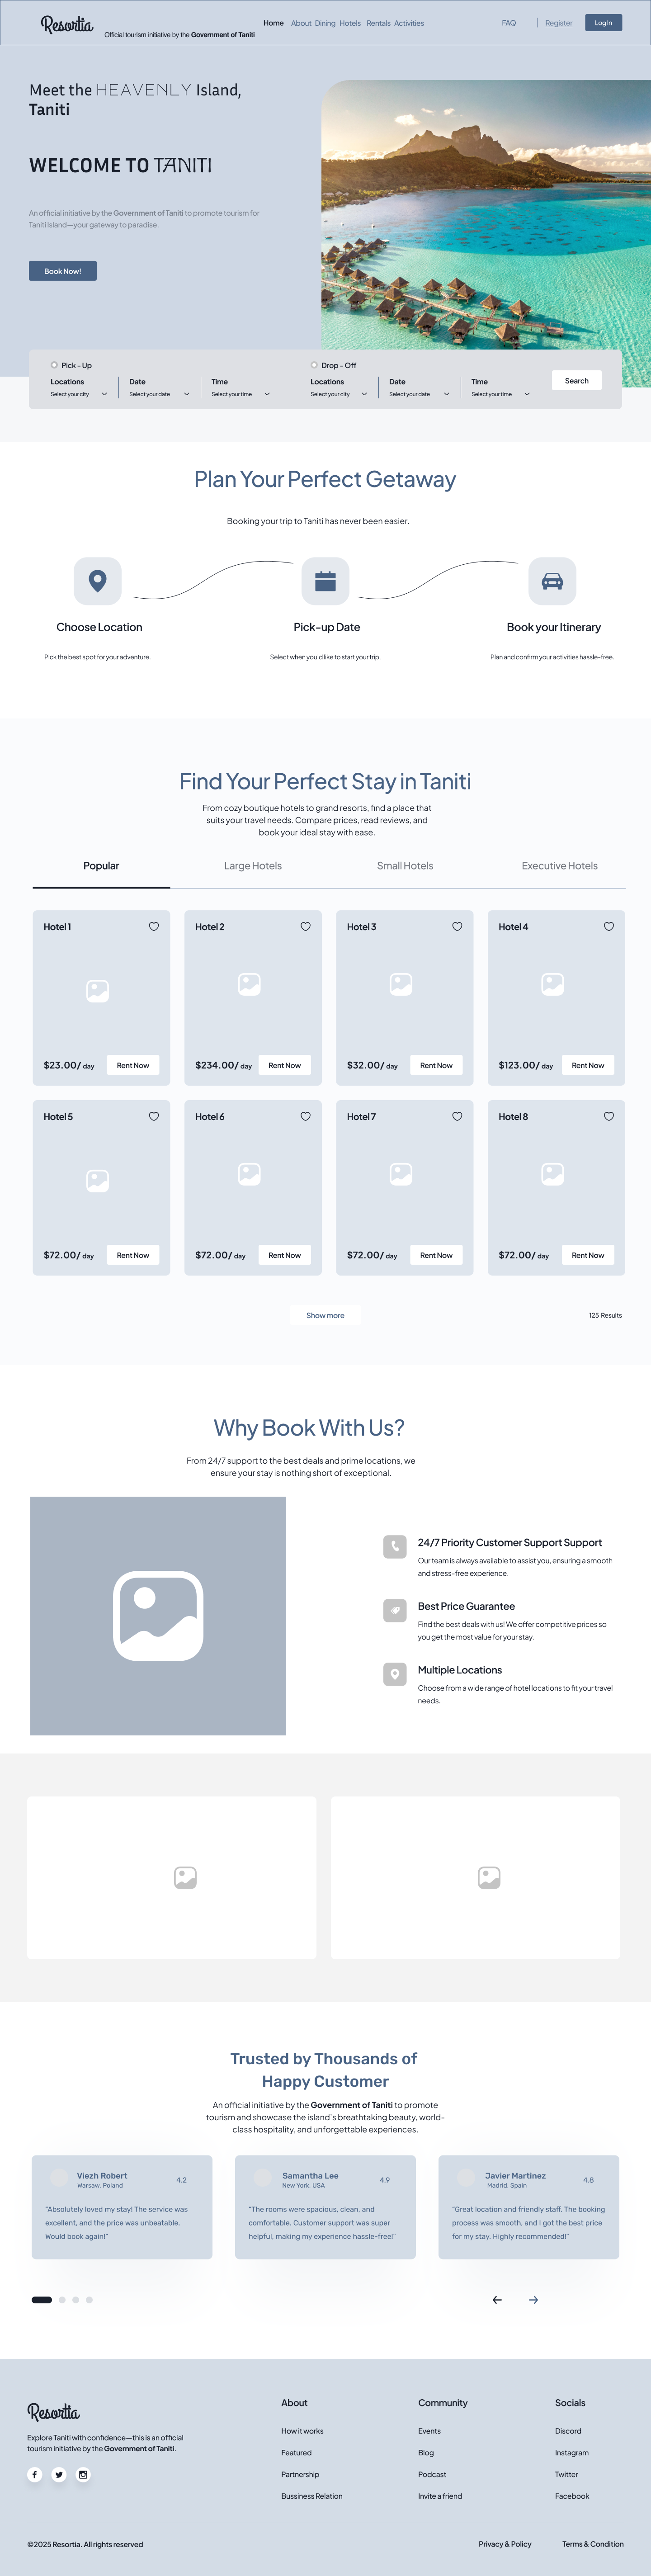 Resortia
Official tourism initiative by the Government of Taniti
Home About Dining Hotels Rentals Activities
FAQ
Register
Log In
Meet the HEAVENLY Island,
Taniti
WELCOME TO TANITI
An official initiative by the Government of Taniti to promote tourism for
Taniti Island—your gateway to paradise.
Book Now!
Pick - Up
Locations
Select your city
Date
Select your date
Time
Select your time
Drop - Off
Locations
Select your city
Date
Select your date
Time
Select your time
Search
Plan Your Perfect Getaway
Booking your trip to Taniti has never been easier.
Choose Location
Pick the best spot for your adventure.
Pick-up Date
Select when you'd like to start your trip.
Book your Itinerary
Plan and confirm your activities hassle-free.
Find Your Perfect Stay in Taniti
From cozy boutique hotels to grand resorts, find a place that
suits your travel needs. Compare prices, read reviews, and
book your ideal stay with ease.
Popular
Large Hotels
Small Hotels
Executive Hotels
Hotel 1
$23.00/ day
Rent Now
Hotel 2
$234.00/ day
Rent Now
Hotel 3
$32.00/ day
Rent Now
Hotel 4
$123.00/ day
Rent Now
Hotel 5
$72.00/ day
Rent Now
Hotel 6
$72.00/ day
Rent Now
Hotel 7
$72.00/ day
Rent Now
Hotel 8
$72.00/ day
Rent Now
Show more
125 Results
Why Book With Us?
From 24/7 support to the best deals and prime locations, we
ensure your stay is nothing short of exceptional.
24/7 Priority Customer Support Support
Our team is always available to assist you, ensuring a smooth
and stress-free experience.
Best Price Guarantee
Find the best deals with us! We offer competitive prices so
you get the most value for your stay.
Multiple Locations
Choose from a wide range of hotel locations to fit your travel
needs.
Trusted by Thousands of
Happy Customer
An official initiative by the Government of Taniti to promote
tourism and showcase the island's breathtaking beauty, world-
class hospitality, and unforgettable experiences.
Viezh Robert
Warsaw, Poland
4.2
"Absolutely loved my stay! The service was
excellent, and the price was unbeatable.
Would book again!"
Samantha Lee
New York, USA
4.9
"The rooms were spacious, clean, and
comfortable. Customer support was super
helpful, making my experience hassle-free!"
Javier Martinez
Madrid, Spain
4.8
"Great location and friendly staff. The booking
process was smooth, and I got the best price
for my stay. Highly recommended!"
Resortia
Explore Taniti with confidence—this is an official
tourism initiative by the Government of Taniti.
About
How it works
Featured
Partnership
Bussiness Relation
Community
Events
Blog
Podcast
Invite a friend
Socials
Discord
Instagram
Twitter
Facebook
©2025 Resortia. All rights reserved
Privacy & Policy
Terms & Condition